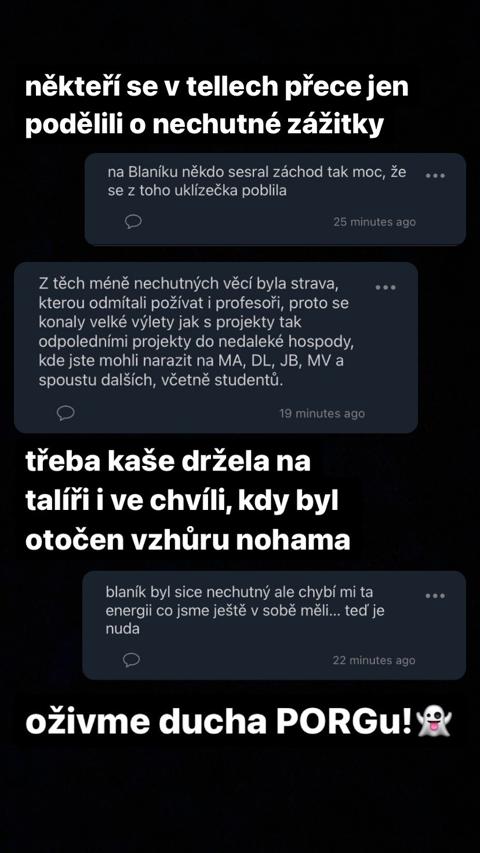 někteří se v tellech přece jen
podělili o nechutné zážitky
na Blaníku někdo sesral záchod tak moc, že
se z toho uklízečka poblila
25 minutes ago
Z těch méně nechutných věcí byla strava,
kterou odmítali požívat i profesoři, proto se
konaly velké výlety jak s projekty tak
odpoledními projekty do nedaleké hospody,
kde jste mohli narazit na MA, DL, JB, MV a
spoustu dalších, včetně studentů.
19 minutes ago
třeba kaše držela na
talíři i ve chvíli, kdy byl
otočen vzhůru nohama
blaník byl sice nechutný ale chybí mi ta
energii co jsme ještě v sobě měli... teď je
nuda
22 minutes ago
oživme ducha PORGu!👻